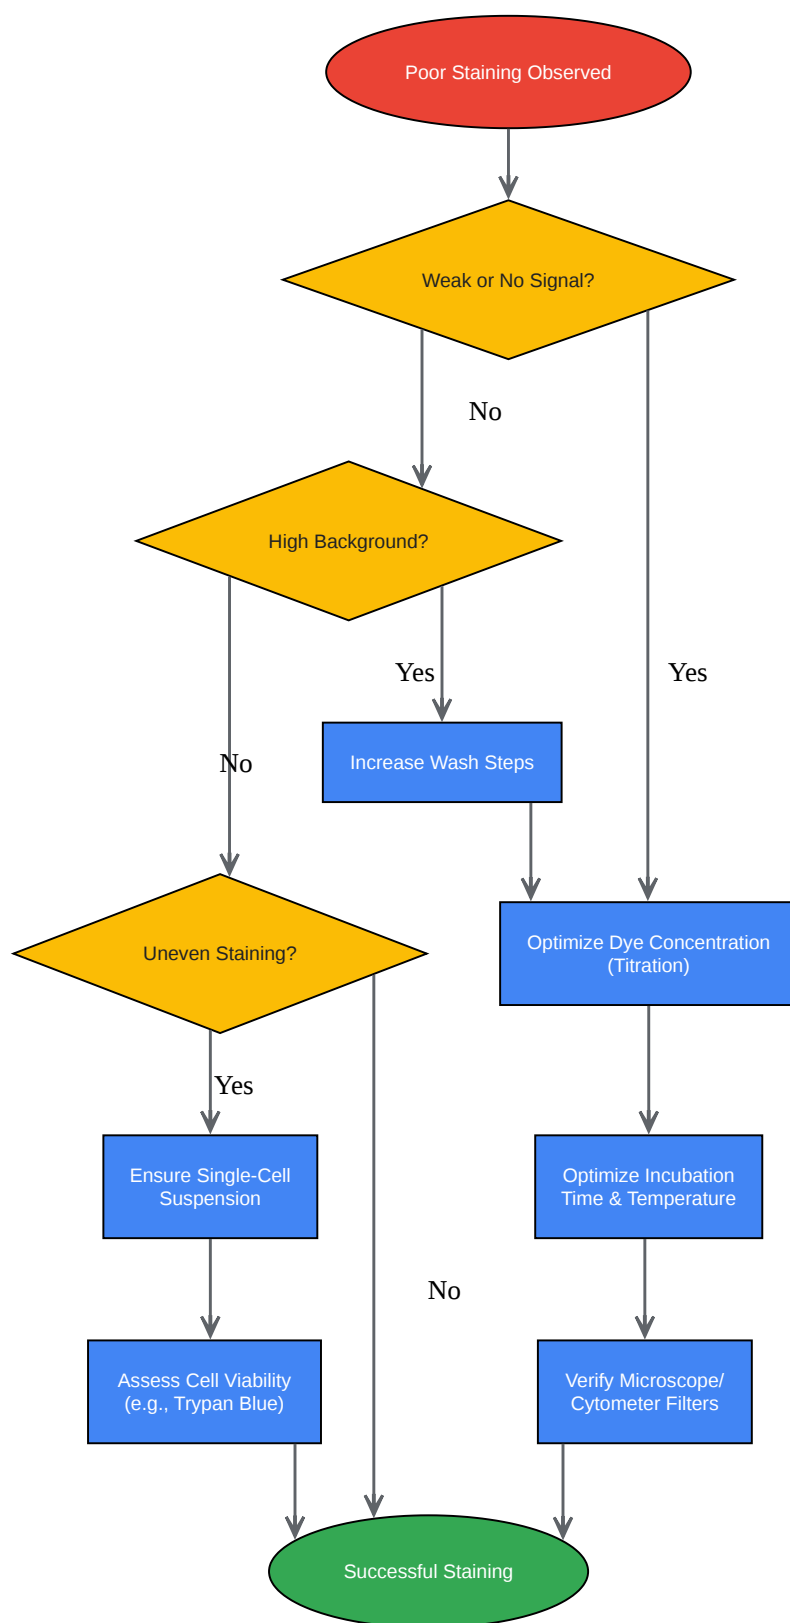 Poor Staining Observed
Weak or No Signal?
No
High Background?
Yes
Yes
No
Increase Wash Steps
Optimize Dye Concentration
(Titration)
Uneven Staining?
Yes
Ensure Single-Cell
Suspension
Optimize Incubation
Time & Temperature
No
Assess Cell Viability
(e.g., Trypan Blue)
Verify Microscope/
Cytometer Filters
Successful Staining